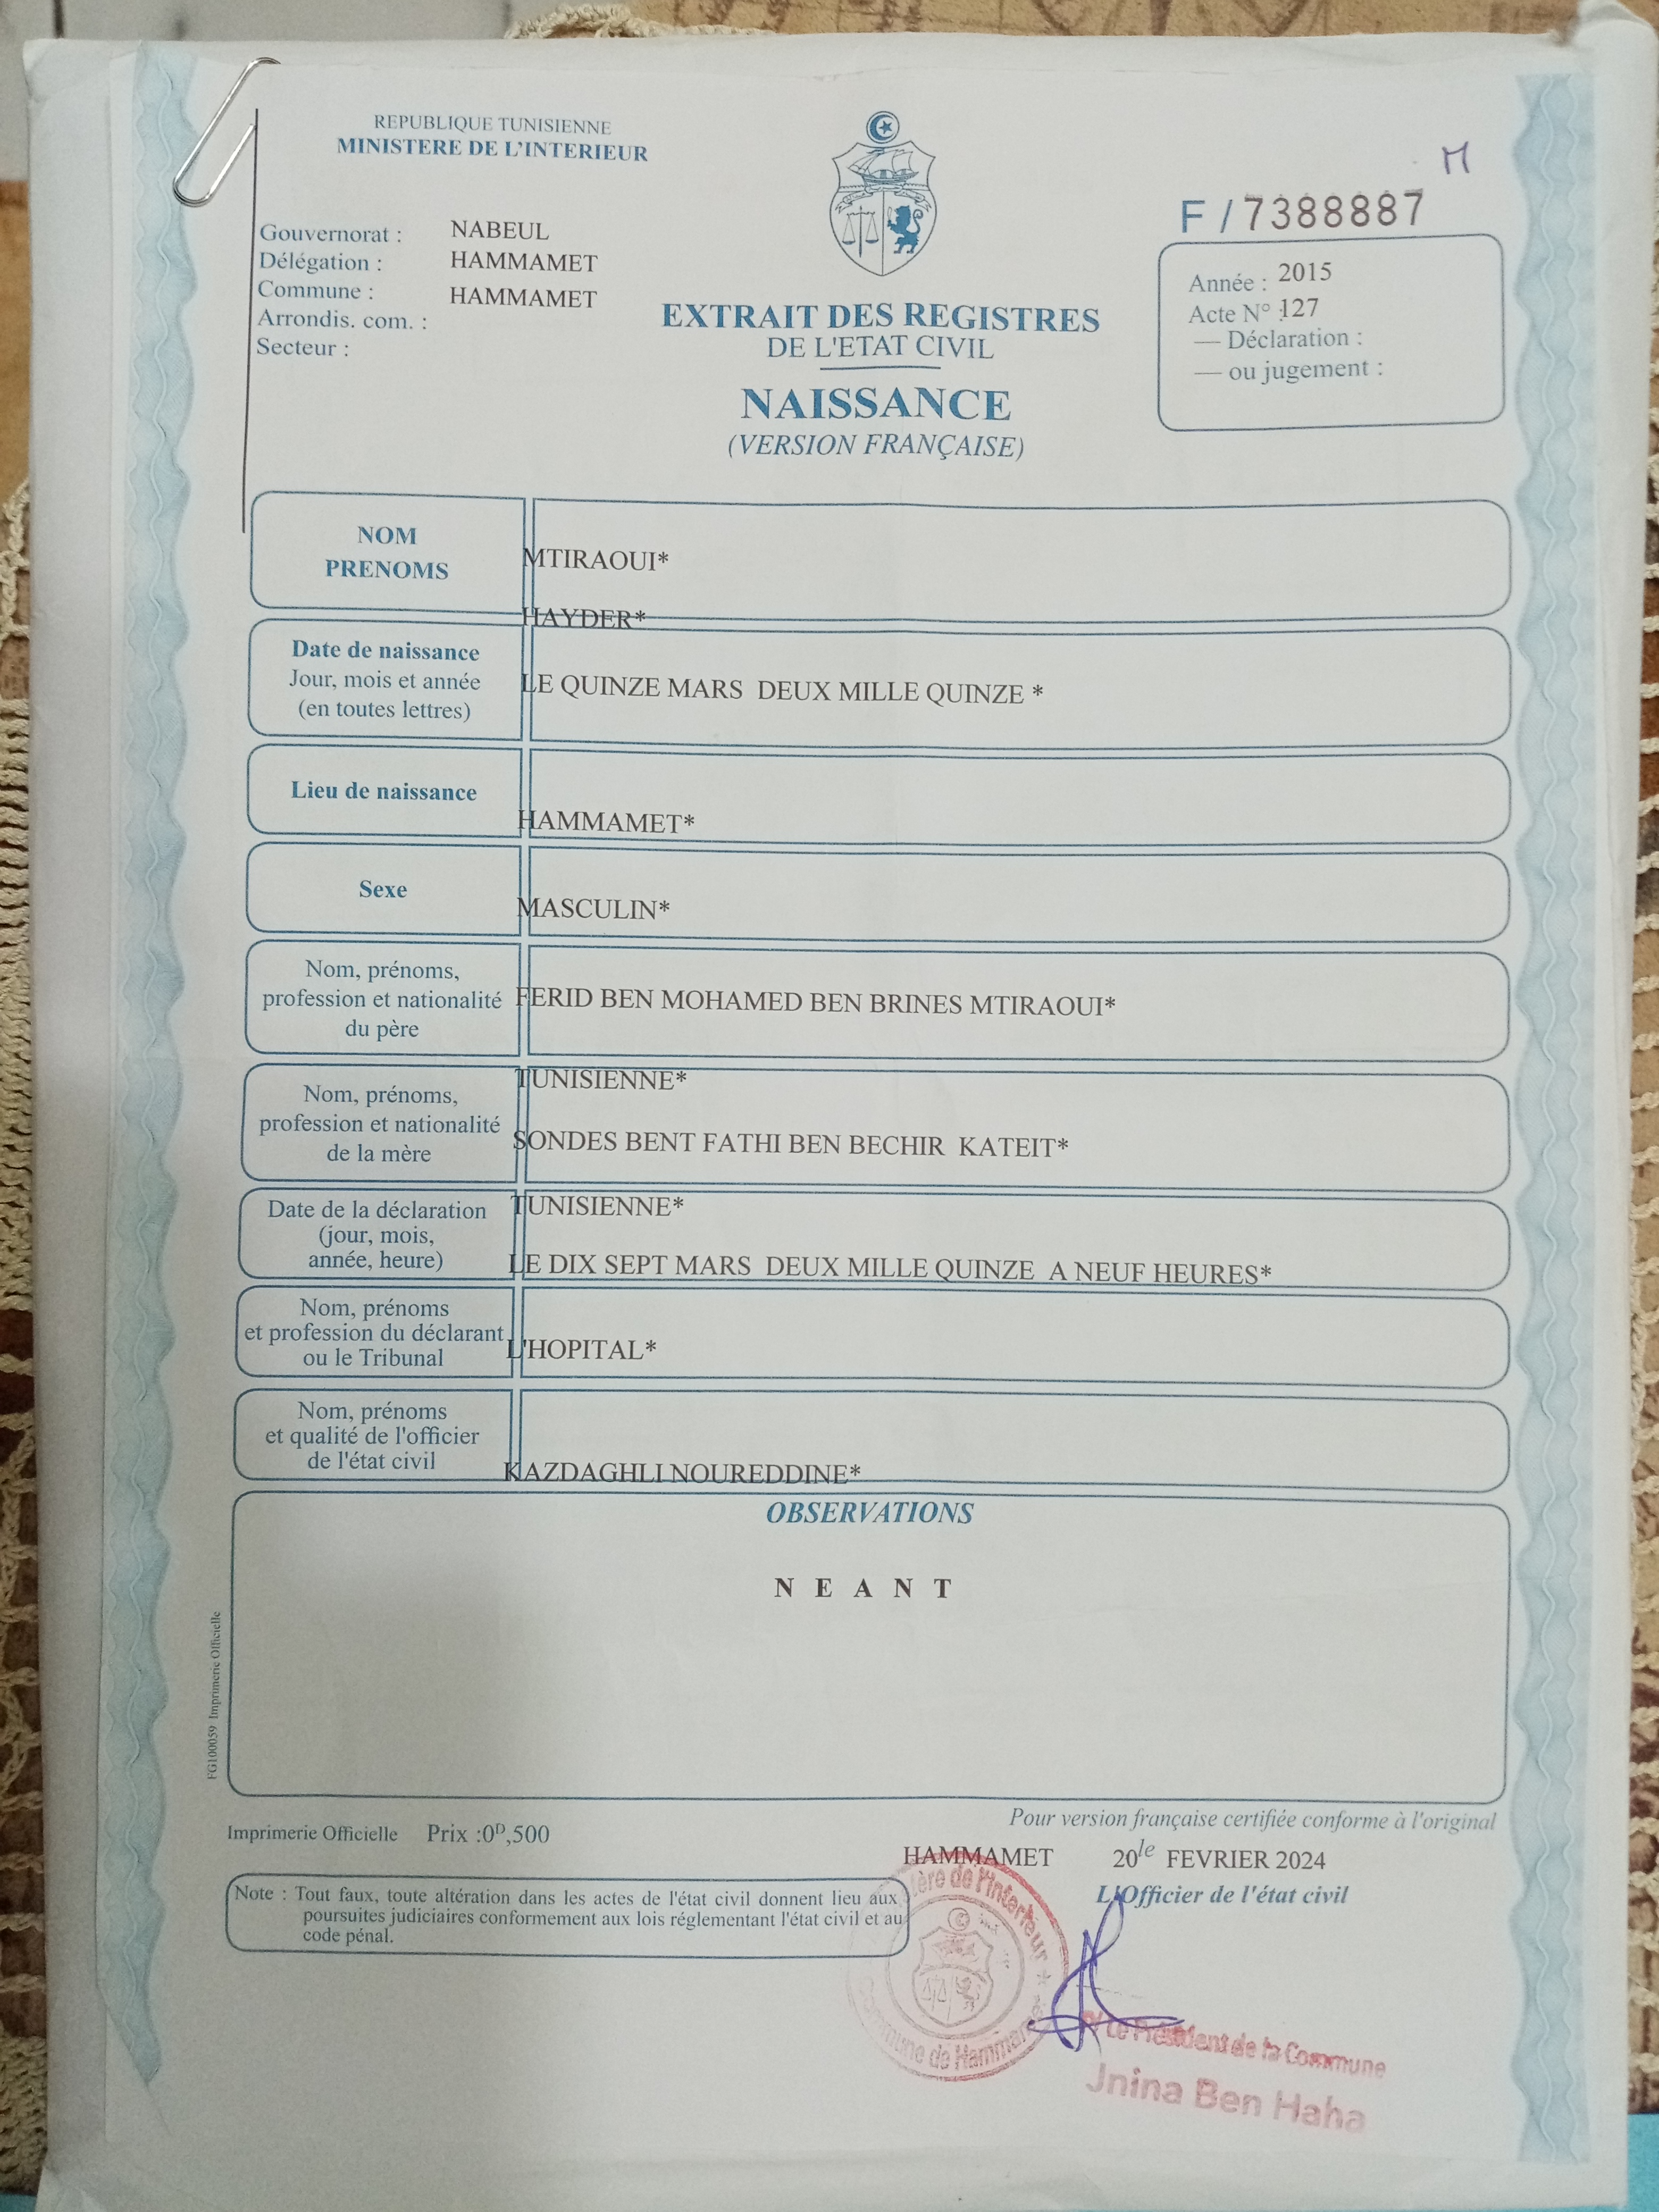 REPUBLIQUE TUNISIENNE
MINISTERE DE L'INTERIEUR
M
F / 7388887
Gouvernorat : NABEUL
Délégation : HAMMAMET
Commune : HAMMAMET
Arrondis. com. :
Secteur :
Année : 2015
Acte N° : 127
— Déclaration :
— ou jugement :
EXTRAIT DES REGISTRES
DE L'ETAT CIVIL
NAISSANCE
(VERSION FRANÇAISE)
NOM
PRENOMS
MTIRAOUI*
HAYDER*
Date de naissance
Jour, mois et année
(en toutes lettres)
LE QUINZE MARS DEUX MILLE QUINZE *
Lieu de naissance
HAMMAMET*
Sexe
MASCULIN*
Nom, prénoms,
profession et nationalité
du père
FERID BEN MOHAMED BEN BRINES MTIRAOUI*
TUNISIENNE*
Nom, prénoms,
profession et nationalité
de la mère
SONDES BENT FATHI BEN BECHIR KATEIT*
TUNISIENNE*
Date de la déclaration
(jour, mois,
année, heure)
LE DIX SEPT MARS DEUX MILLE QUINZE A NEUF HEURES*
Nom, prénoms
et profession du déclarant
ou le Tribunal
L'HOPITAL*
Nom, prénoms
et qualité de l'officier
de l'état civil
KAZDAGHLI NOUREDDINE*
OBSERVATIONS
N E A N T
FG100059 Imprimerie Officielle
Imprimerie Officielle Prix :0ᴰ,500
Pour version française certifiée conforme à l'original
HAMMAMET 20 le FEVRIER 2024
L'Officier de l'état civil
Note : Tout faux, toute altération dans les actes de l'état civil donnent lieu aux
poursuites judiciaires conformement aux lois réglementant l'état civil et au
code pénal.
de l'Interieur
Commune de Hammamet
P/ Le Président de la Commune
Jnina Ben Haha